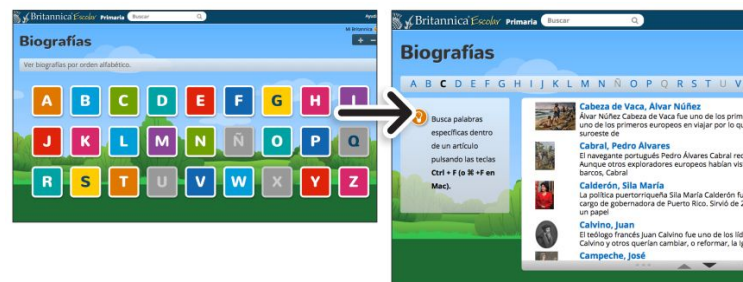 Britannica Escolar Primaria Buscar
Mi Britannica
Biografías
+ -
Ver biografías por orden alfabético.
A B C D E F G H I
J K L M N Ñ O P Q
R S T U V W X Y Z
Britannica Escolar Primaria Buscar
Biografías
A B C D E F G H I J K L M N Ñ O P Q R S T U V
Busca palabras
específicas dentro
de un artículo
pulsando las teclas
Ctrl + F (o ⌘ +F en
Mac).
Cabeza de Vaca, Álvar Núñez
Álvar Núñez Cabeza de Vaca fue uno de los prim
uno de los primeros europeos en viajar por lo qu
suroeste de
Cabral, Pedro Álvares
El navegante portugués Pedro Álvares Cabral rec
Aunque otros exploradores europeos habían vis
barcos, Cabral
Calderón, Sila María
La política puertorriqueña Sila María Calderón fu
cargo de gobernadora de Puerto Rico. Sirvió de 2
un papel
Calvino, Juan
El teólogo francés Juan Calvino fue uno de los líd
Calvino y otros querían cambiar, o reformar, la ig
Campeche, José